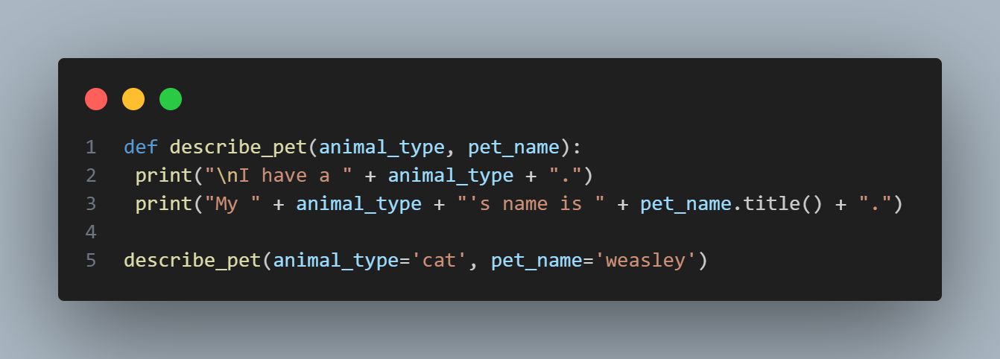 1 def describe_pet(animal_type, pet_name):
2  print("\nI have a " + animal_type + ".")
3  print("My " + animal_type + "'s name is " + pet_name.title() + ".")
4
5 describe_pet(animal_type='cat', pet_name='weasley')